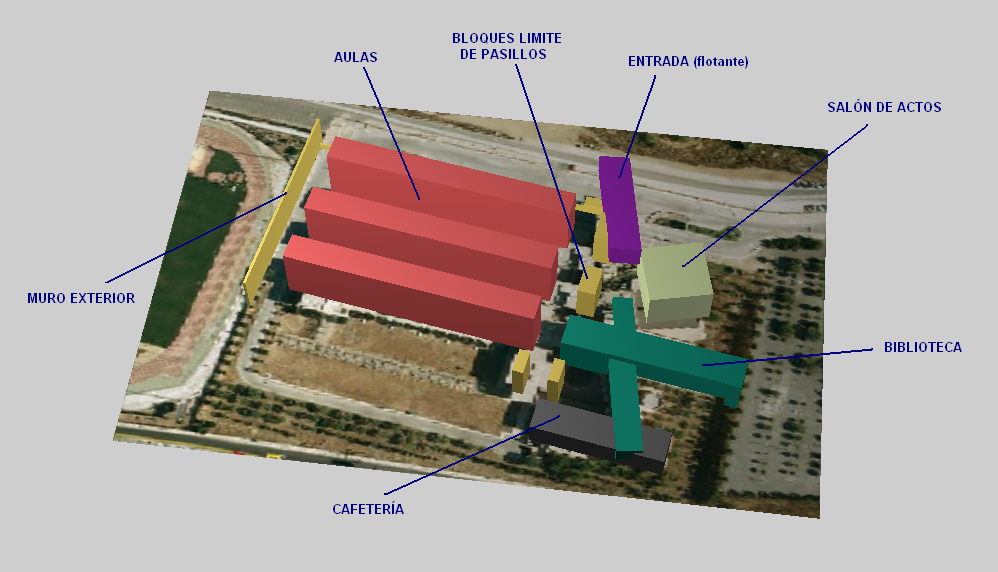 BLOQUES LIMITE
DE PASILLOS
AULAS
ENTRADA (flotante)
SALÓN DE ACTOS
MURO EXTERIOR
BIBLIOTECA
CAFETERÍA